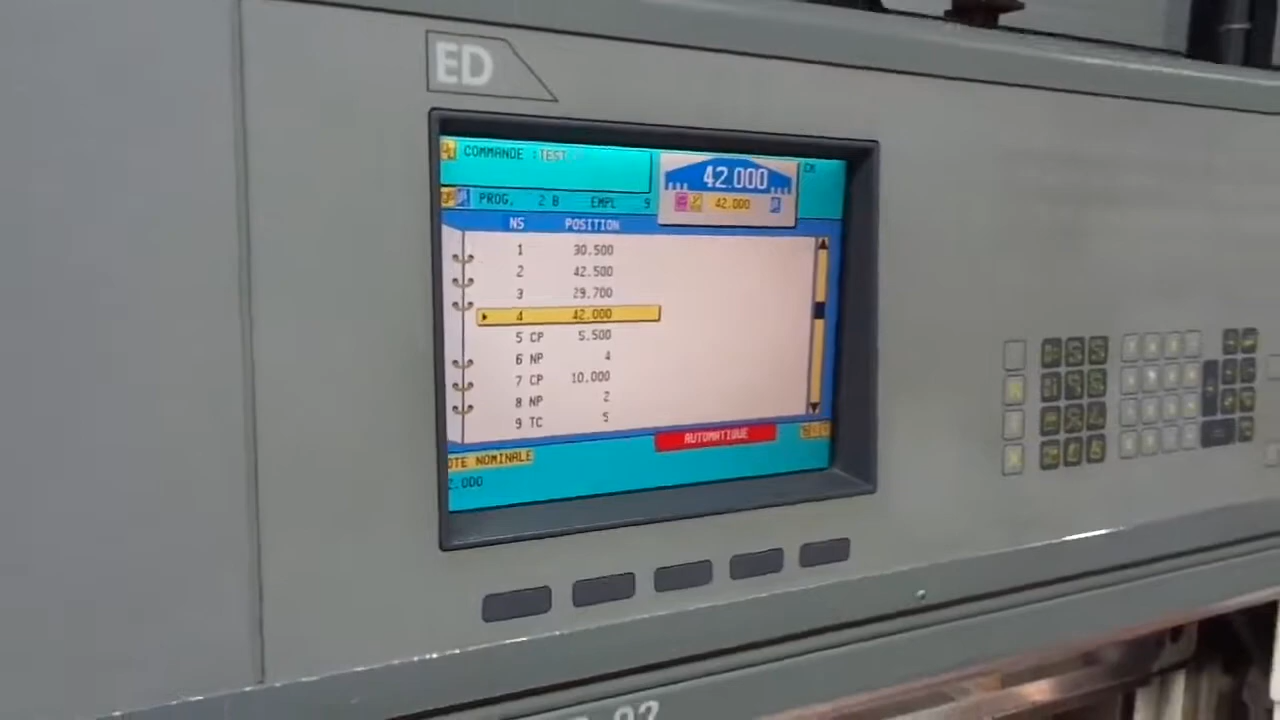 ED
COMMANDE :TEST
42.000
PROG. 2 B EMPL 9
42.000
NS POSITION
1 30.500
2 42.500
3 29.700
4 42.000
5 CP 5.500
6 NP 4
7 CP 10.000
8 NP 2
9 TC 5
AUTOMATIQUE
OTE NOMINALE
2.000
92